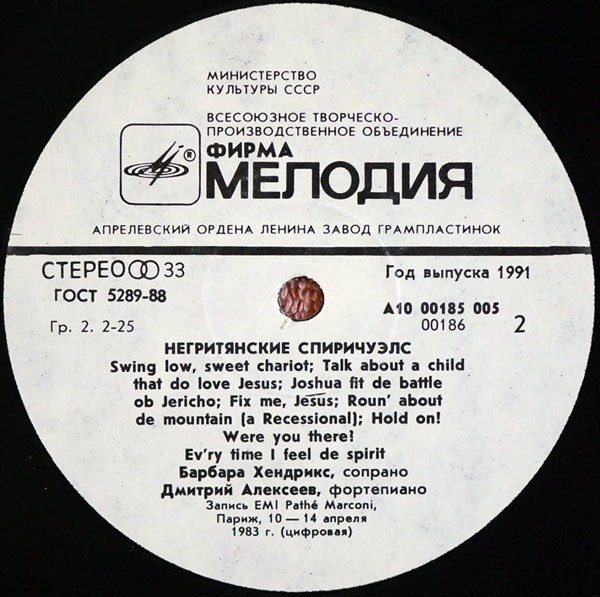 МИНИСТЕРСТВО
КУЛЬТУРЫ СССР
ВСЕСОЮЗНОЕ ТВОРЧЕСКО-
ПРОИЗВОДСТВЕННОЕ ОБЪЕДИНЕНИЕ
ФИРМА
® МЕЛОДИЯ
АПРЕЛЕВСКИЙ ОРДЕНА ЛЕНИНА ЗАВОД ГРАМПЛАСТИНОК
СТЕРЕО 33
Год выпуска 1991
ГОСТ 5289-88
А10 00185 005
Гр. 2. 2-25
00186
2
НЕГРИТЯНСКИЕ СПИРИЧУЭЛС
Swing low, sweet chariot; Talk about a child
that do love Jesus; Joshua fit de battle
ob Jericho; Fix me, Jesus; Roun' about
de mountain (a Recessional); Hold on!
Were you there?
Ev'ry time I feel de spirit
Барбара Хендрикс, сопрано
Дмитрий Алексеев, фортепиано
Запись EMI Pathé Marconi,
Париж, 10 — 14 апреля
1983 г. (цифровая)